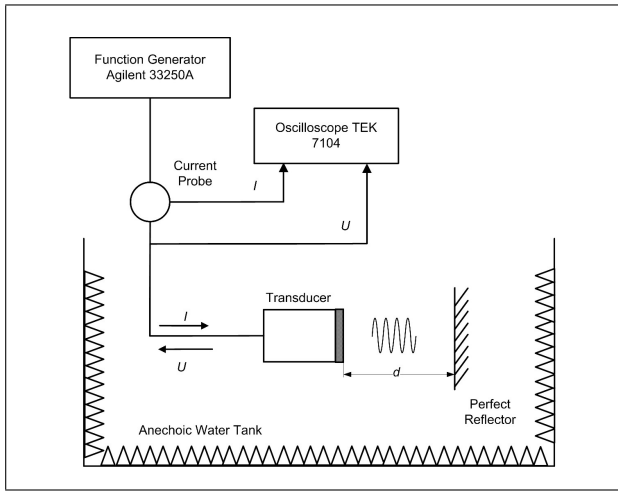 Function Generator
Agilent 33250A
Oscilloscope TEK
7104
Current
Probe
I
U
Transducer
I
U
d
Perfect
Reflector
Anechoic Water Tank